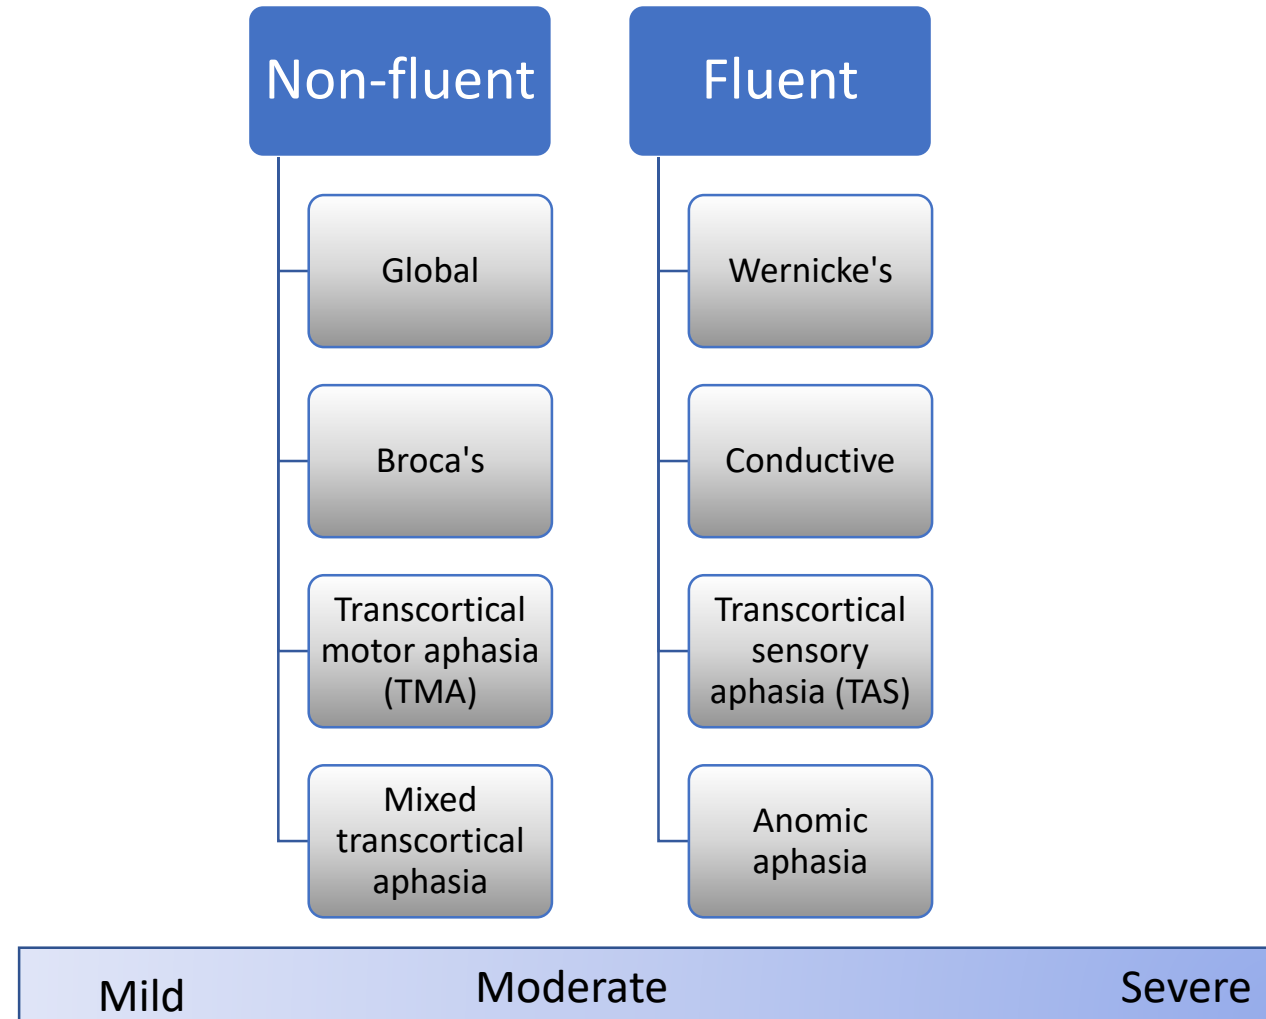 Non-fluent
Global
Broca's
Transcortical
motor aphasia
(TMA)
Mixed
transcortical
aphasia
Fluent
Wernicke's
Conductive
Transcortical
sensory
aphasia (TAS)
Anomic
aphasia
Mild
Moderate
Severe